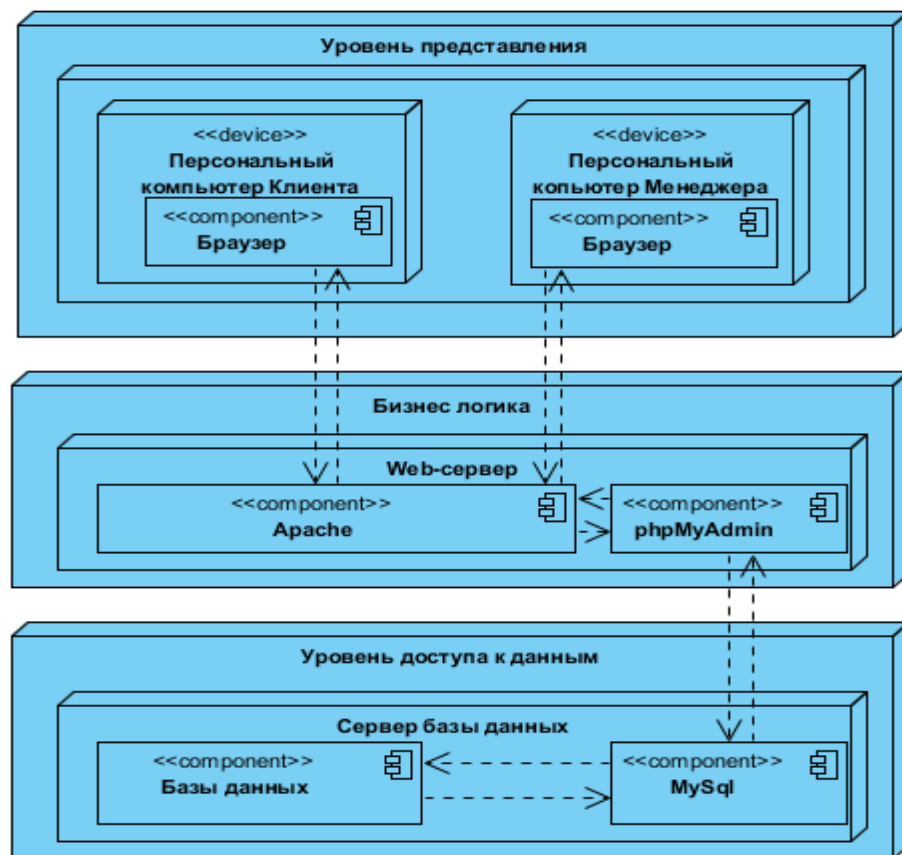 Уровень представления
<<device>>
Персональный
компьютер Клиента
<<component>>
Браузер
<<device>>
Персональный
копьютер Менеджера
<<component>>
Браузер
Бизнес логика
Web-сервер
<<component>>
Apache
<<component>>
phpMyAdmin
Уровень доступа к данным
Сервер базы данных
<<component>>
Базы данных
<<component>>
MySql